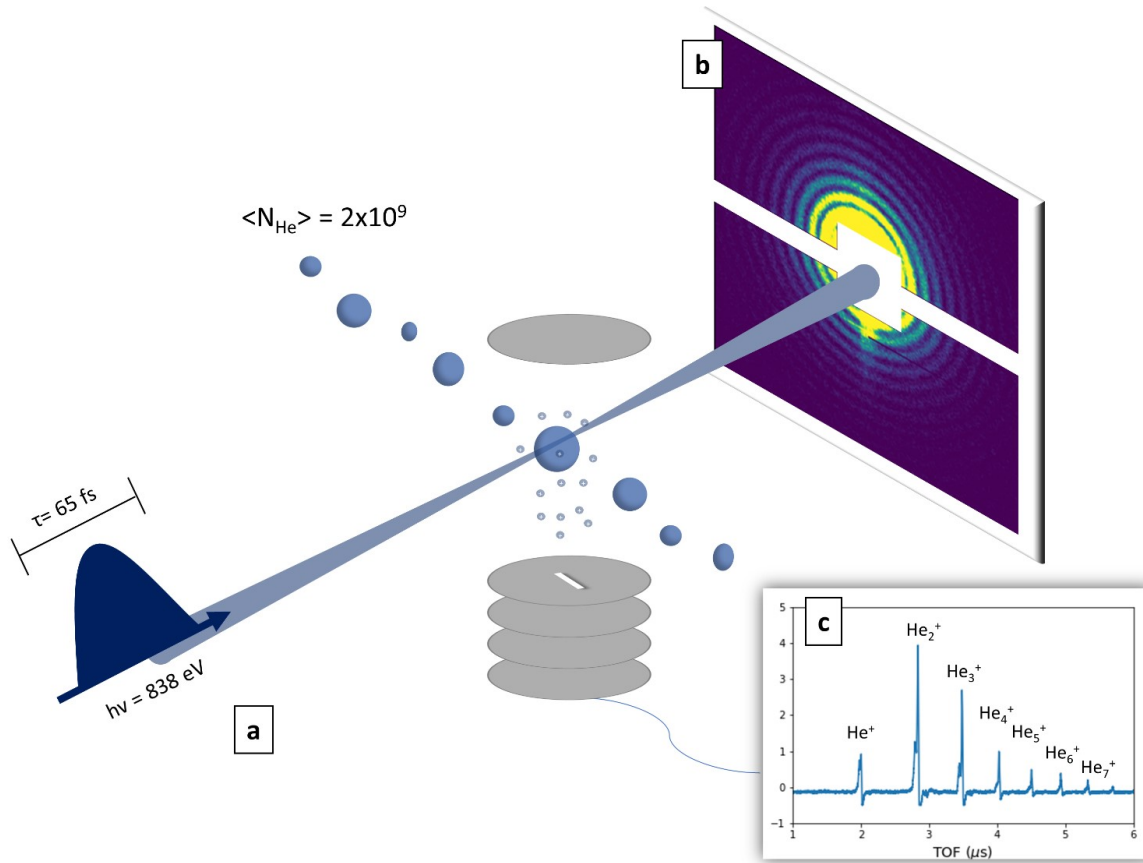 b
<N_He> = 2x10⁹
τ= 65 fs
hν = 838 eV
a
c
He₂⁺
He₃⁺
He⁺
He₄⁺
He₅⁺
He₆⁺
He₇⁺
5
4
3
2
1
0
-1
1 2 3 4 5 6
TOF (μs)